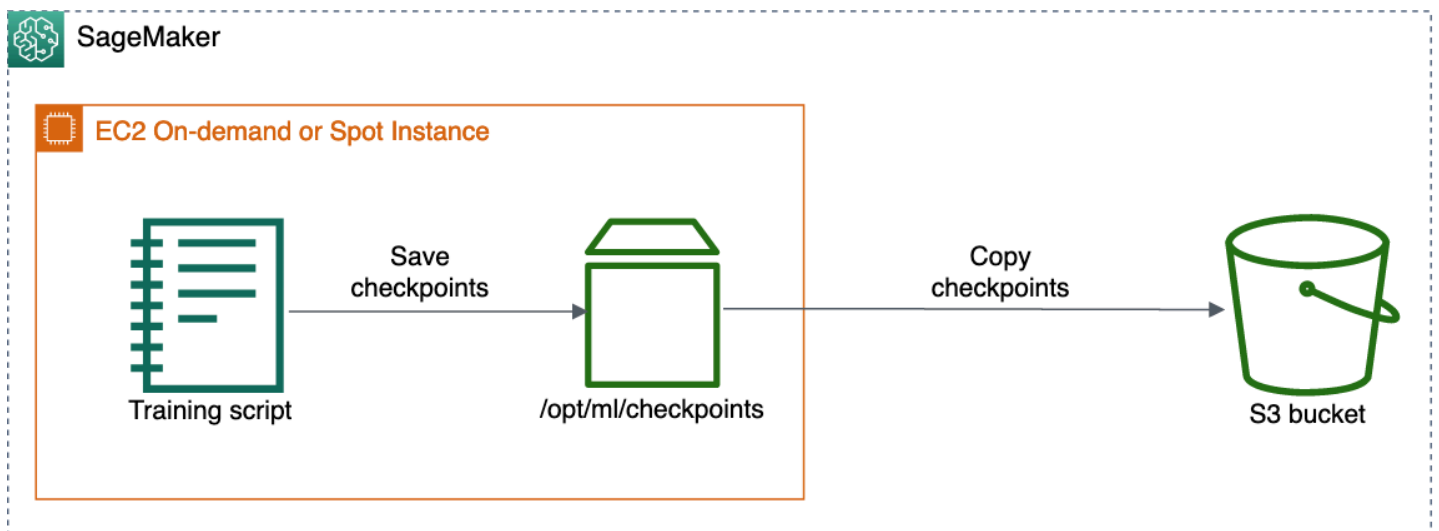 SageMaker
EC2 On-demand or Spot Instance
Save
checkpoints
Copy
checkpoints
Training script
/opt/ml/checkpoints
S3 bucket